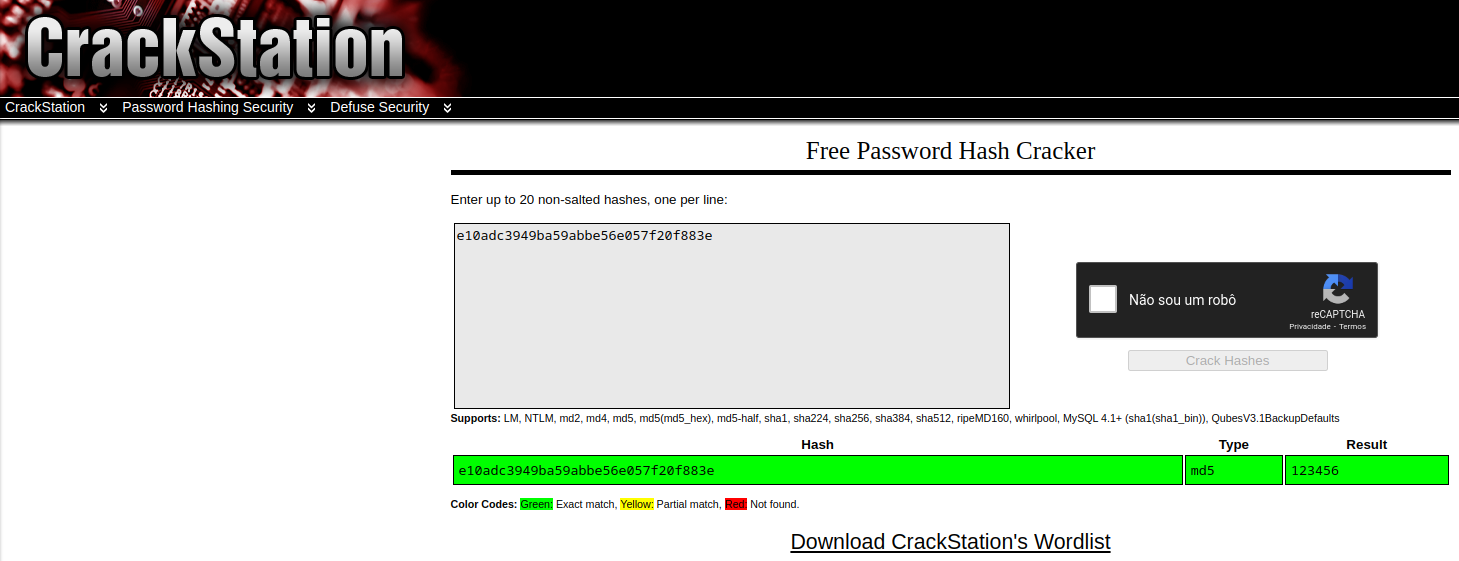 CrackStation
CrackStation Password Hashing Security Defuse Security
Free Password Hash Cracker
Enter up to 20 non-salted hashes, one per line:
e10adc3949ba59abbe56e057f20f883e
Não sou um robô
reCAPTCHA
Privacidade - Termos
Crack Hashes
Supports: LM, NTLM, md2, md4, md5, md5(md5_hex), md5-half, sha1, sha224, sha256, sha384, sha512, ripeMD160, whirlpool, MySQL 4.1+ (sha1(sha1_bin)), QubesV3.1BackupDefaults
Hash Type Result
e10adc3949ba59abbe56e057f20f883e md5 123456
Color Codes: Green: Exact match, Yellow: Partial match, Red: Not found.
Download CrackStation's Wordlist